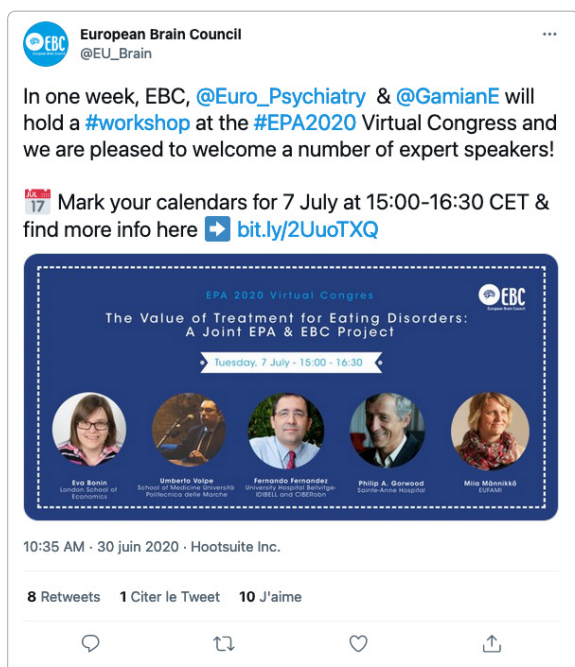 European Brain Council
@EU_Brain
In one week, EBC, @Euro_Psychiatry & @GamianE will
hold a #workshop at the #EPA2020 Virtual Congress and
we are pleased to welcome a number of expert speakers!
JUL
17
Mark your calendars for 7 July at 15:00-16:30 CET &
find more info here ➡ bit.ly/2UuoTXQ
EPA 2020 Virtual Congres
EBC
European Brain Council
The Value of Treatment for Eating Disorders:
A Joint EPA & EBC Project
Tuesday, 7 July - 15:00 - 16:30
Eva Bonin
London School of
Economics
Umberto Volpe
School of Medicine Università
Politecnica delle Marche
Fernando Fernandez
University Hospital Bellvitge-
IDIBELL and CIBERobn
Philip A. Gorwood
Sainte-Anne Hospital
Miia Männikkö
EUFAMI
10:35 AM · 30 juin 2020 · Hootsuite Inc.
8 Retweets 1 Citer le Tweet 10 J'aime